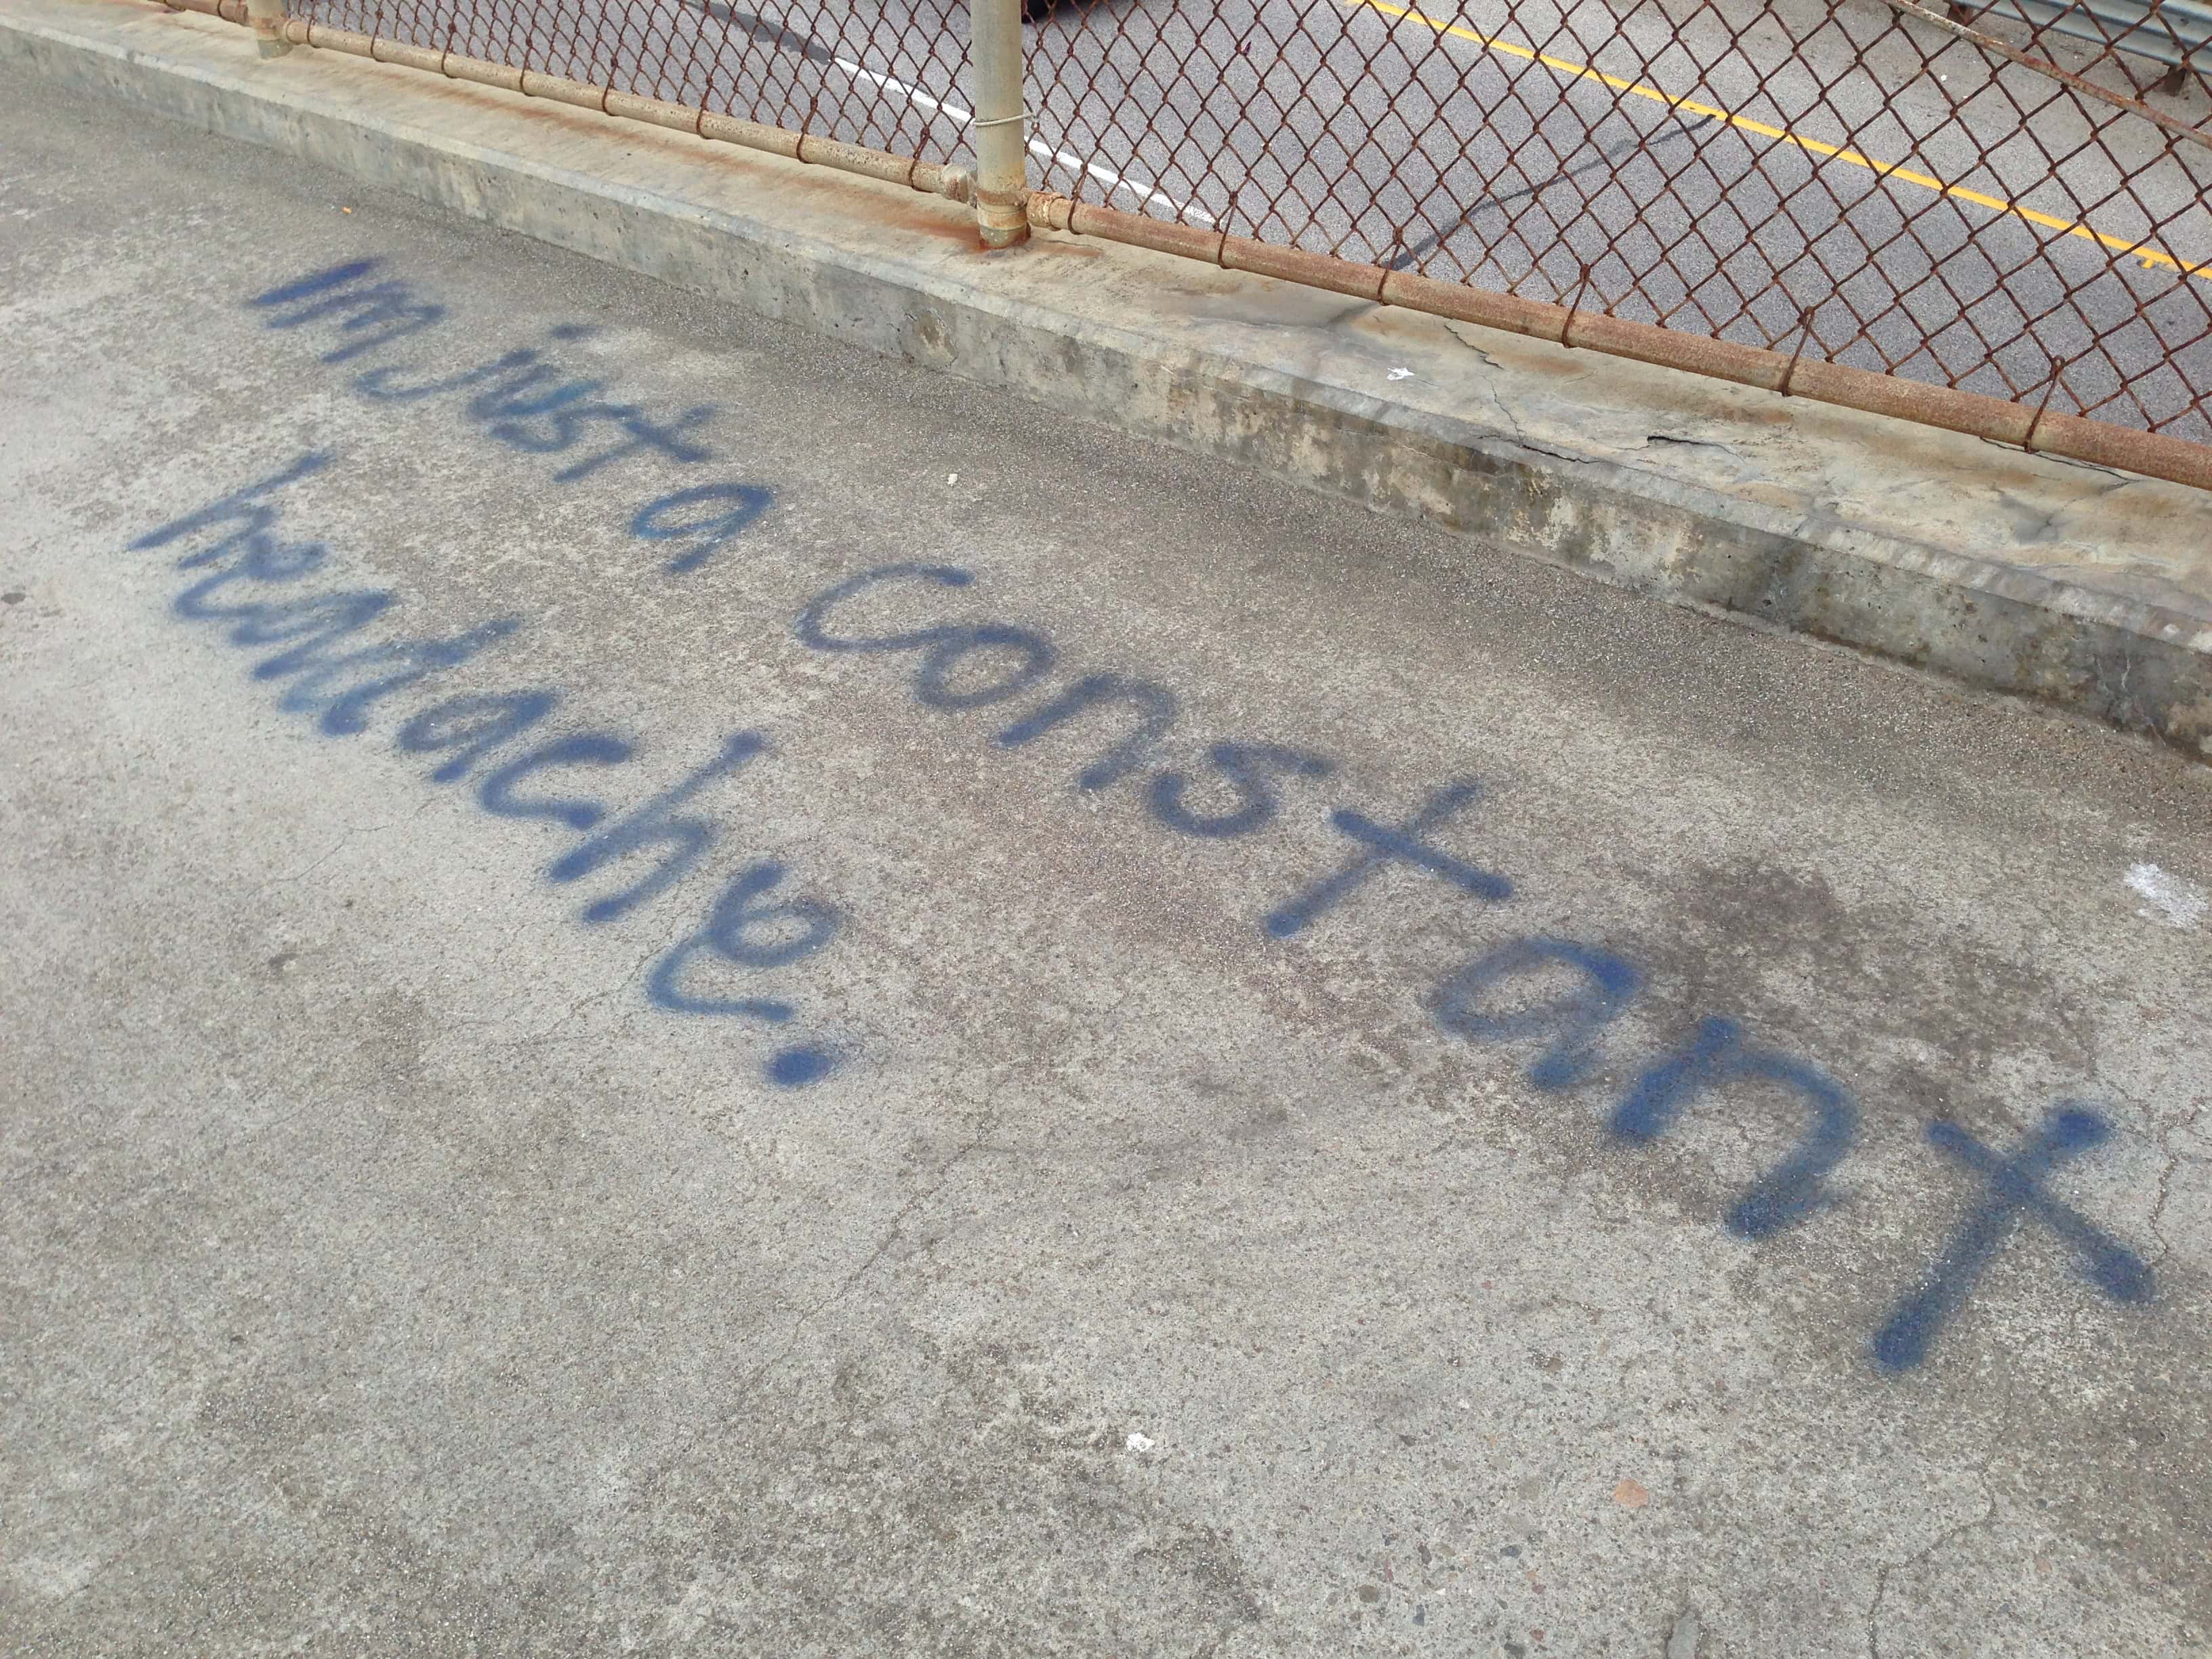 Im just a constant
headache.